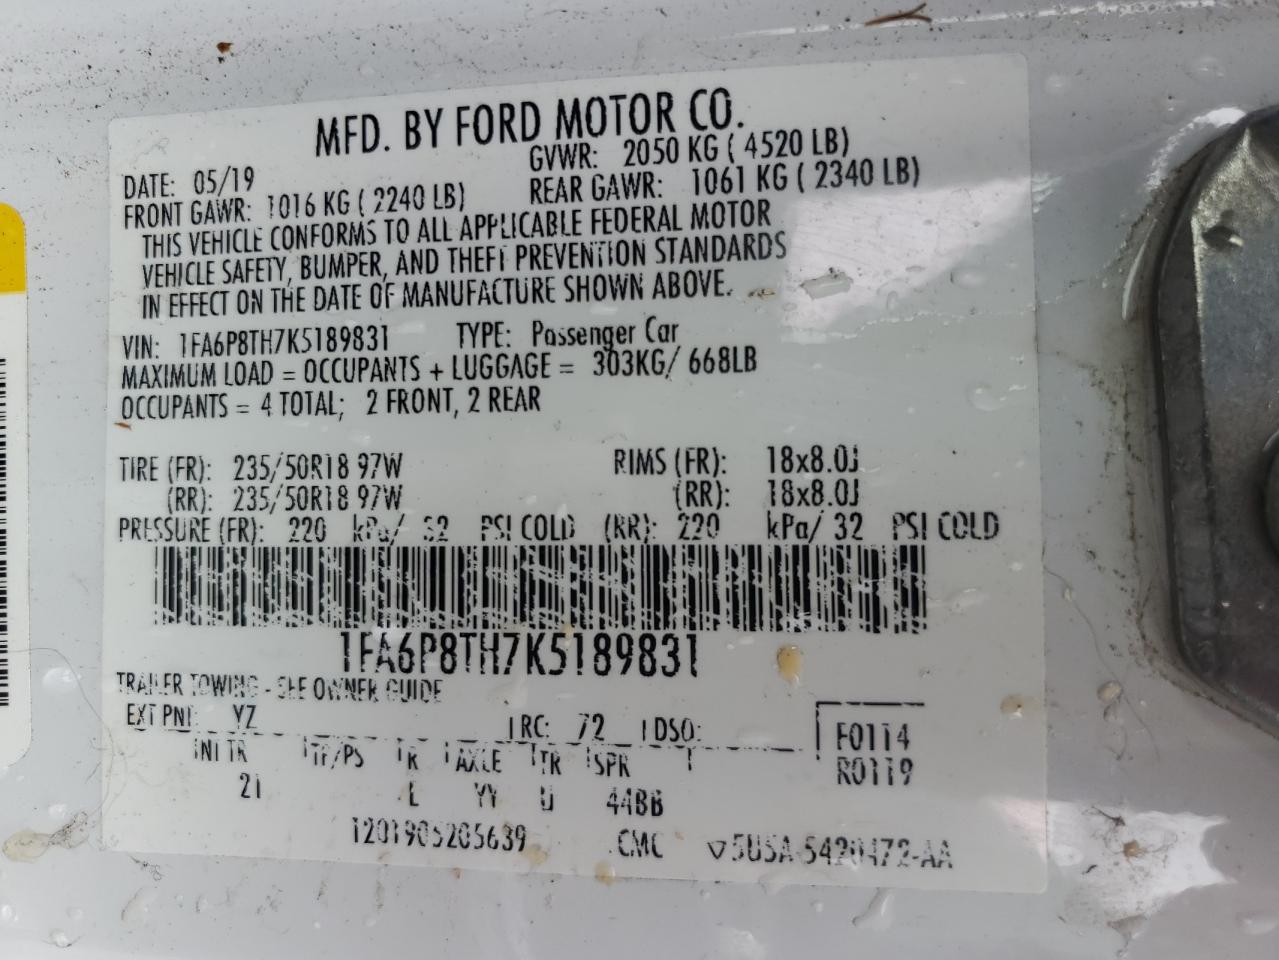 MFD. BY FORD MOTOR CO.
DATE: 05/19 GVWR: 2050 KG ( 4520 LB)
FRONT GAWR: 1016 KG ( 2240 LB) REAR GAWR: 1061 KG ( 2340 LB)
THIS VEHICLE CONFORMS TO ALL APPLICABLE FEDERAL MOTOR
VEHICLE SAFETY, BUMPER, AND THEFT PREVENTION STANDARDS
IN EFFECT ON THE DATE OF MANUFACTURE SHOWN ABOVE.
VIN: 1FA6P8TH7K5189831 TYPE: Passenger Car
MAXIMUM LOAD = OCCUPANTS + LUGGAGE = 303KG/ 668LB
OCCUPANTS = 4 TOTAL; 2 FRONT, 2 REAR
TIRE (FR): 235/50R18 97W RIMS (FR): 18x8.0J
(RR): 235/50R18 97W (RR): 18x8.0J
PRESSURE (FR): 220 kPa/ 32 PSI COLD (RR): 220 kPa/ 32 PSI COLD
1FA6P8TH7K5189831
TRAILER TOWING - SEE OWNER GUIDE
EXT PNT: YZ RC: 72 DSO:
F0114
R0119
INT TR TP/PS R AXLE TR SPR
21 L YY U 44BB
1201905205639 CMC ▽5U5A-5420472-AA